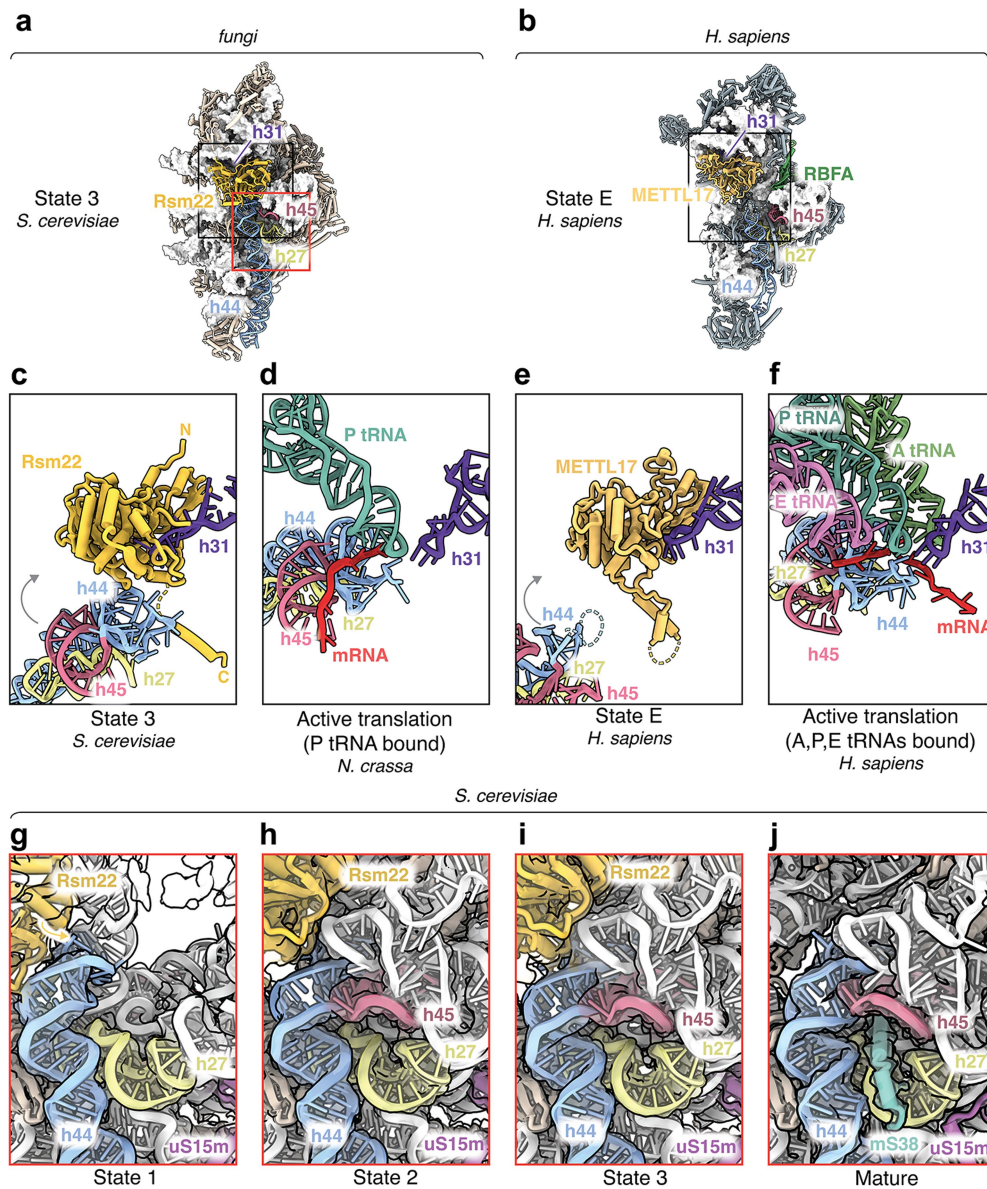 a
fungi
b
H. sapiens
h31
Rsm22
h45
h27
h44
State 3
S. cerevisiae
h31
RBFA
METTL17
h45
h27
h44
State E
H. sapiens
c
N
Rsm22
h31
h44
h45
h27
C
State 3
S. cerevisiae
d
P tRNA
h44
h31
h27
h45
mRNA
Active translation
(P tRNA bound)
N. crassa
e
METTL17
h31
h44
h27
h45
State E
H. sapiens
f
P tRNA
A tRNA
E tRNA
h31
h27
h44
mRNA
h45
Active translation
(A,P,E tRNAs bound)
H. sapiens
S. cerevisiae
g
Rsm22
h27
h44
uS15m
State 1
h
Rsm22
h45
h27
h44
uS15m
State 2
i
Rsm22
h45
h27
h44
uS15m
State 3
j
h45
h27
h44
mS38
uS15m
Mature